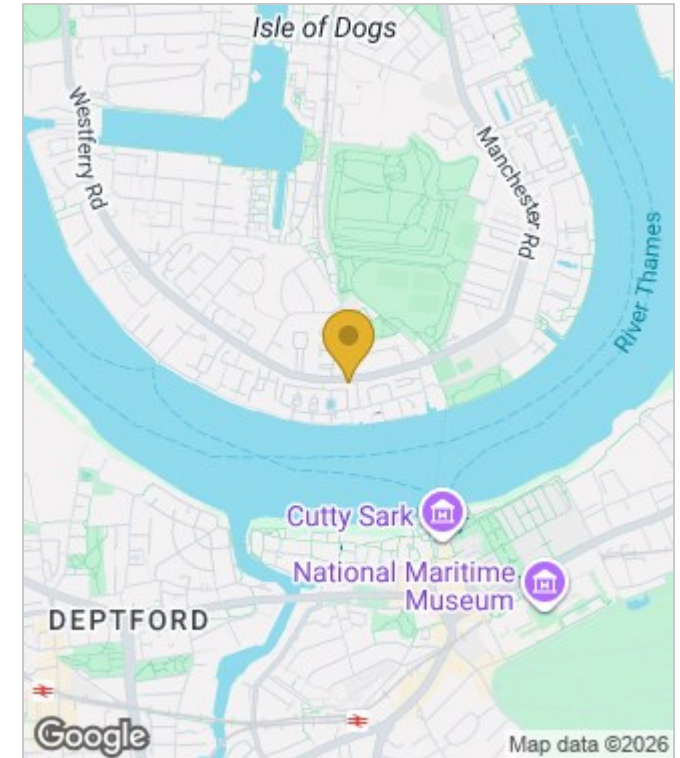 Isle of Dogs
Westferry Rd
Manchester Rd
River Thames
Cutty Sark
National Maritime
Museum
DEPTFORD
Google
Map data ©2026